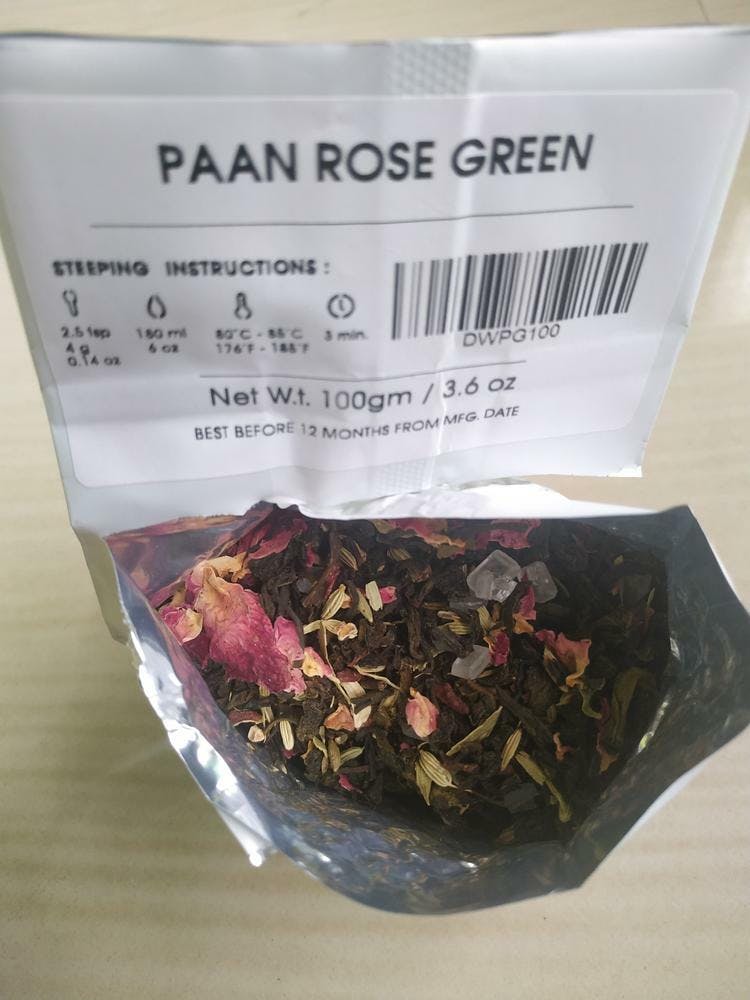 PAAN ROSE GREEN
STEEPING INSTRUCTIONS :
2.5 tsp 180 ml 80°C - 85°C 3 min.
4 g 6 oz 176°F - 185°F
0.14 oz
DWPG100
Net W.t. 100gm / 3.6 oz
BEST BEFORE 12 MONTHS FROM MFG. DATE